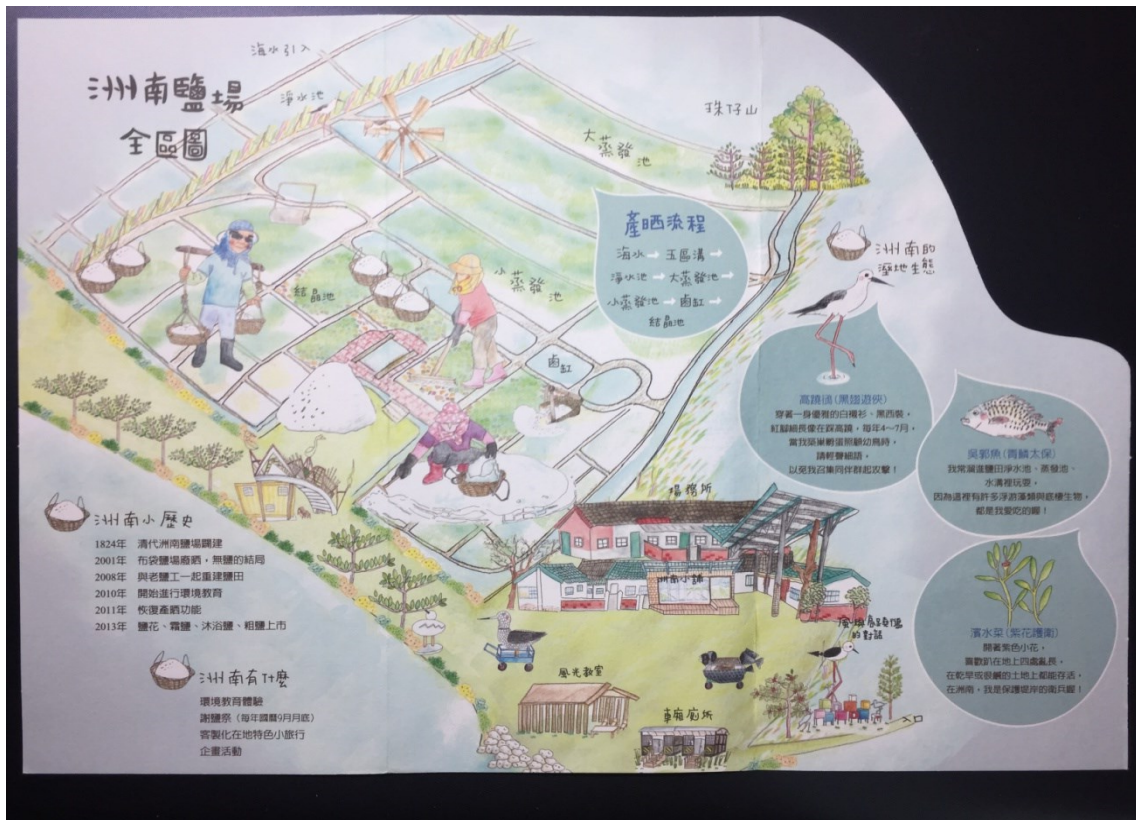 洲南鹽場
全區圖
海水引入
淨水池
珠仔山
大蒸發池
產晒流程
海水→五區溝→
淨水池→大蒸發池→
小蒸發池→鹵缸→
結晶池
小蒸發池
結晶池
鹵缸
洲南的
溼地生態
高蹺鴴(黑翅遊俠)
穿著一身優雅的白襯衫、黑西裝,
紅腳細長像在踩高蹺,每年4~7月,
當我築巢孵蛋照顧幼鳥時,
請輕聲細語,
以免我召集同伴群起攻擊!
吳郭魚(青鱗太保)
我常溜進鹽田淨水池、蒸發池、
水溝裡玩耍,
因為這裡有許多浮游藻類與底棲生物,
都是我愛吃的喔!
濱水菜(紫花護衛)
開著紫色小花,
喜歡趴在地上四處亂長,
在乾旱或很鹹的土地上都能存活,
在洲南,我是保護堤岸的衛兵喔!
洲南小歷史
1824年 清代洲南鹽場闢建
2001年 布袋鹽場廢晒,無鹽的結局
2008年 與老鹽工一起重建鹽田
2010年 開始進行環境教育
2011年 恢復產晒功能
2013年 鹽花、霜鹽、沐浴鹽、粗鹽上市
洲南有什麼
環境教育體驗
謝鹽祭(每年國曆9月月底)
客製化在地特色小旅行
企畫活動
場務所
洲南小舖
的對話
風光教室
車廂廁所
入口